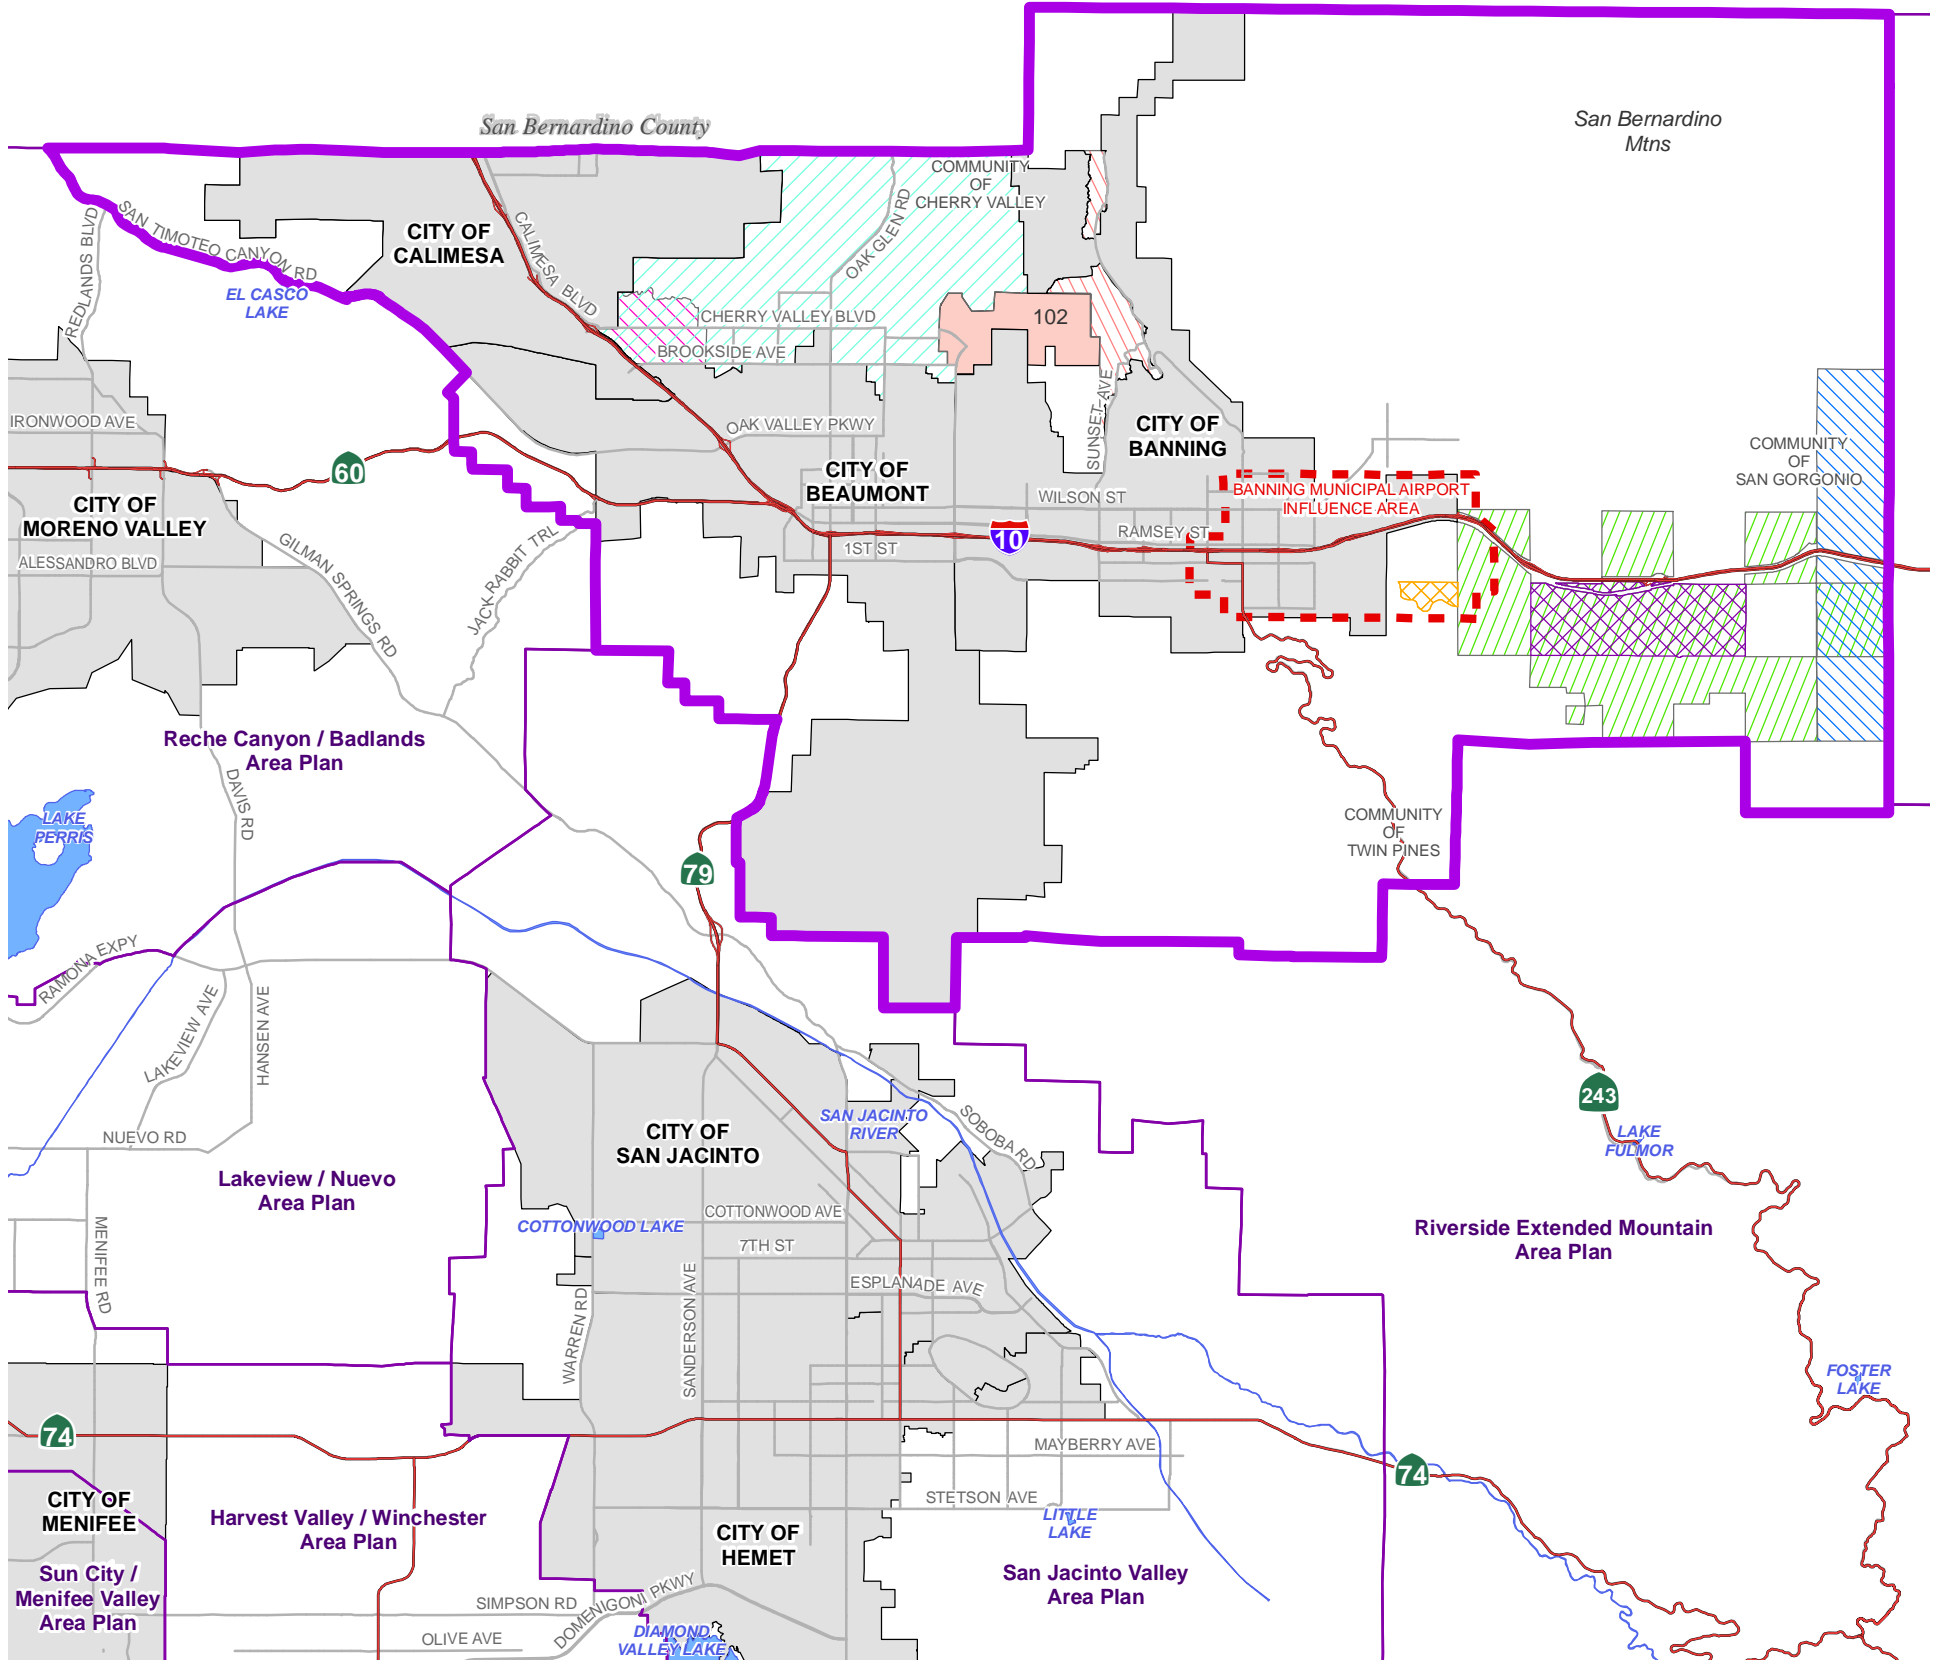 San Bernardino County
San Bernardino
Mtns
COMMUNITY
OF
CHERRY VALLEY
CITY OF
CALIMESA
CALIMESA BLVD
OAK GLEN RD
SAN TIMOTEO CANYON RD
REDLANDS BLVD
EL CASCO
LAKE
CHERRY VALLEY BLVD
102
BROOKSIDE AVE
IRONWOOD AVE
OAK VALLEY PKWY
SUNSET AVE
CITY OF
BANNING
COMMUNITY
OF
SAN GORGONIO
60
CITY OF
BEAUMONT
WILSON ST
BANNING MUNICIPAL AIRPORT
INFLUENCE AREA
CITY OF
MORENO VALLEY
RAMSEY ST
10
1ST ST
ALESSANDRO BLVD
GILMAN SPRINGS RD
JACK RABBIT TRL
Reche Canyon / Badlands
Area Plan
DAVIS RD
LAKE
PERRIS
COMMUNITY
OF
TWIN PINES
79
RAMONA EXPY
LAKEVIEW AVE
HANSEN AVE
243
SAN JACINTO
RIVER
SOBOBA RD
CITY OF
SAN JACINTO
LAKE
FULMOR
NUEVO RD
Lakeview / Nuevo
Area Plan
COTTONWOOD LAKE
COTTONWOOD AVE
7TH ST
Riverside Extended Mountain
Area Plan
MENIFEE RD
ESPLANADE AVE
WARREN RD
SANDERSON AVE
FOSTER
LAKE
74
MAYBERRY AVE
74
CITY OF
MENIFEE
STETSON AVE
Harvest Valley / Winchester
Area Plan
LITTLE
LAKE
CITY OF
HEMET
Sun City /
Menifee Valley
Area Plan
San Jacinto Valley
Area Plan
SIMPSON RD
DOMENIGONI PKWY
OLIVE AVE
DIAMOND
VALLEY LAKE